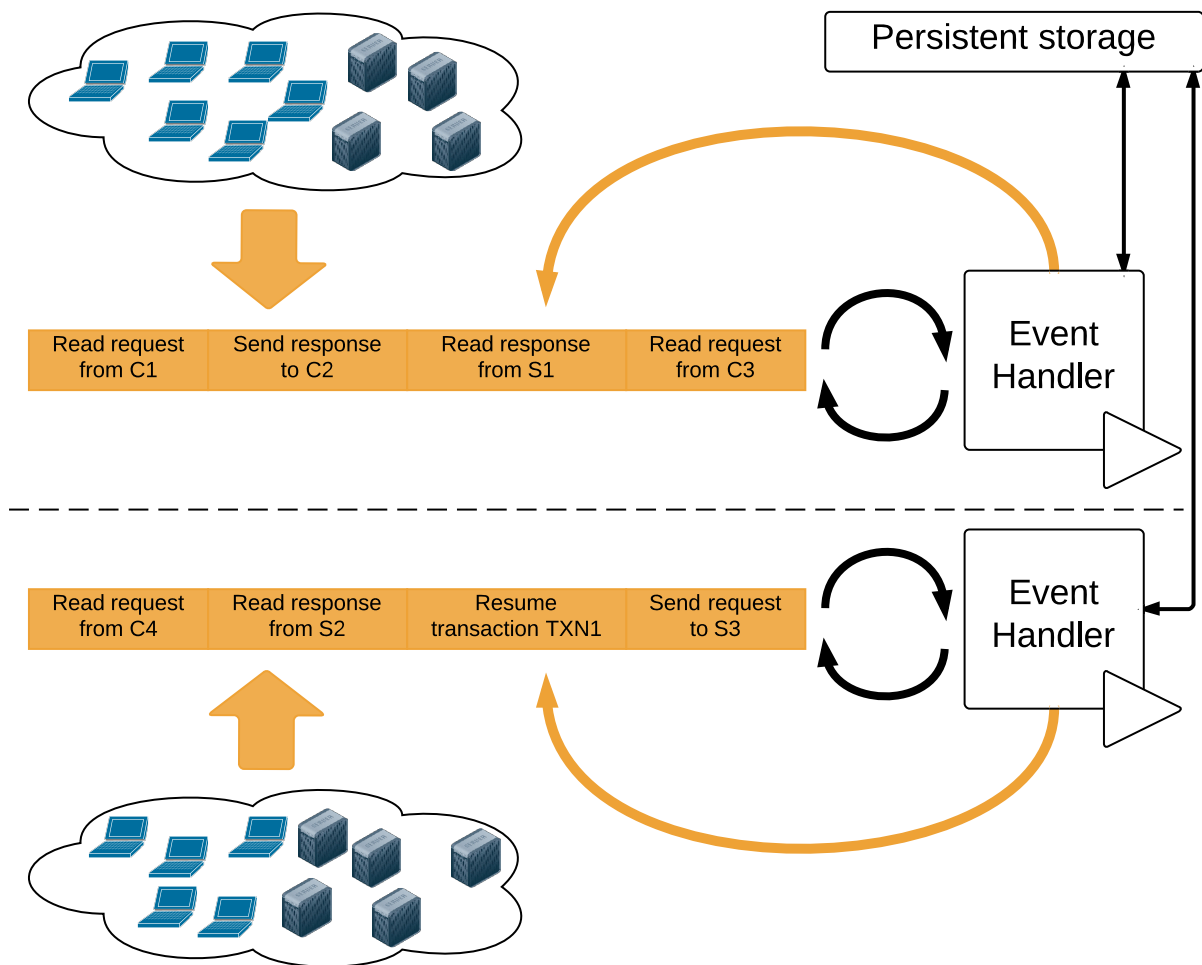 Persistent storage
Read request
from C1
Send response
to C2
Read response
from S1
Read request
from C3
Event
Handler
Read request
from C4
Read response
from S2
Resume
transaction TXN1
Send request
to S3
Event
Handler